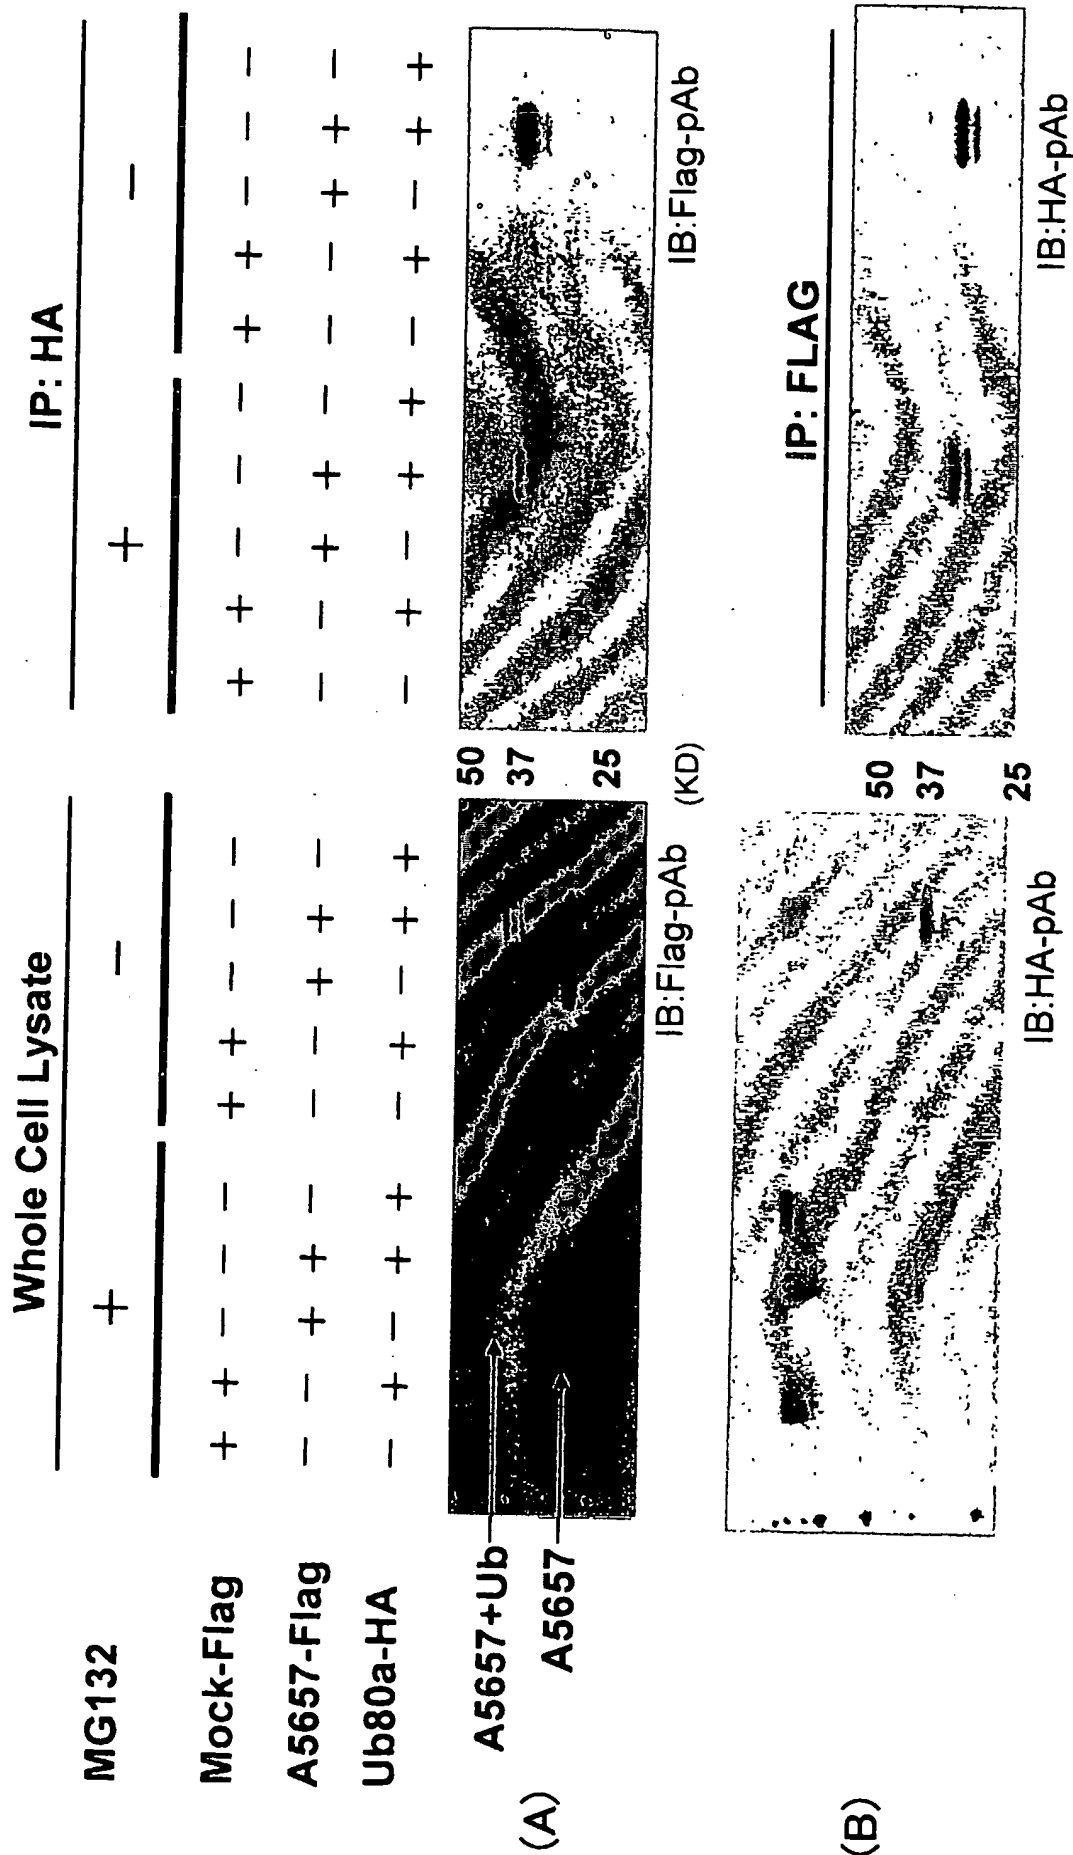 Whole Cell Lysate IP: HA
MG132 + − + −
Mock-Flag + + − − − + + − − − + + − − − + + − − −
A5657-Flag − − + + − − − + + − − − + + − − − + + −
Ub80a-HA − + − + + − + − + + − + − + + − + − + +
(A)
A5657+Ub
A5657
50
37
25
(KD)
IB:Flag-pAb IB:Flag-pAb
IP: FLAG
(B)
50
37
25
IB:HA-pAb IB:HA-pAb